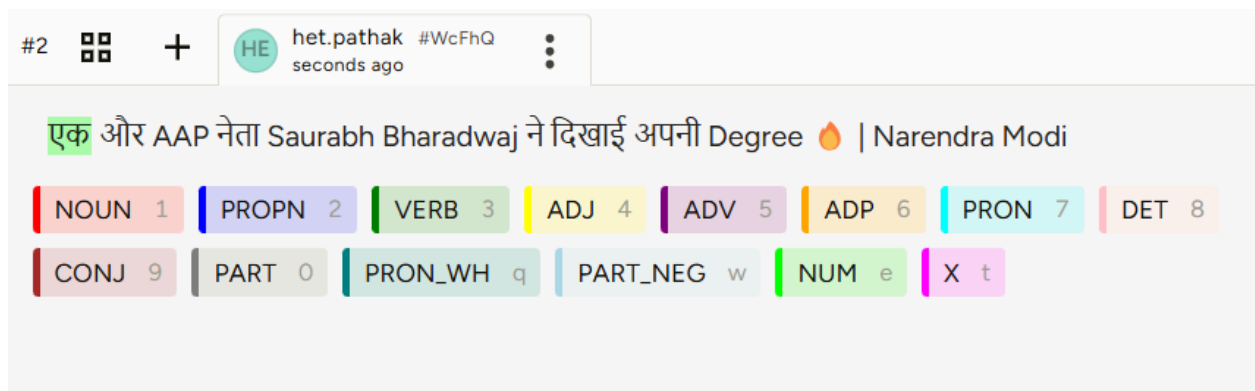 #2 + HE het.pathak #WcFhQ
seconds ago
एक और AAP नेता Saurabh Bharadwaj ने दिखाई अपनी Degree 🔥 | Narendra Modi
NOUN 1 PROPN 2 VERB 3 ADJ 4 ADV 5 ADP 6 PRON 7 DET 8
CONJ 9 PART 0 PRON_WH q PART_NEG w NUM e X t